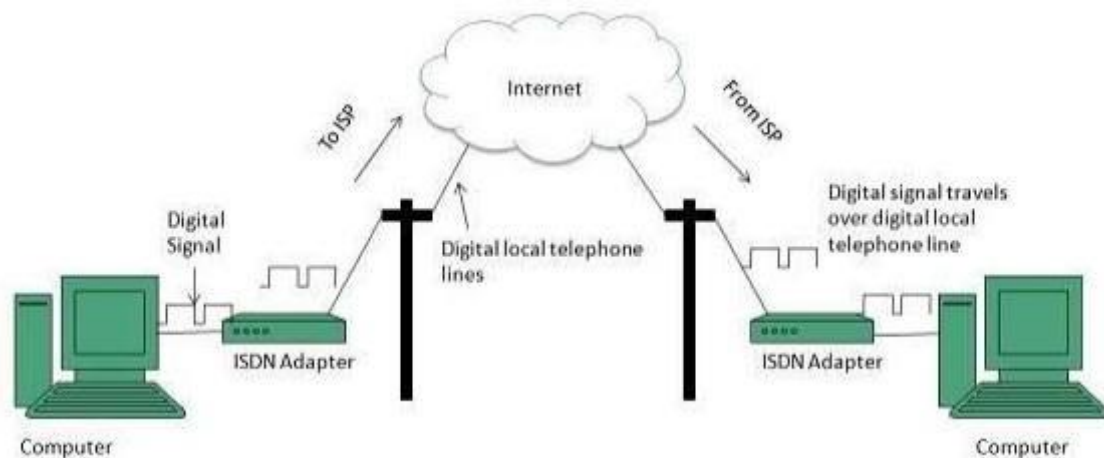 Internet
To ISP
From ISP
Digital
Signal
Digital local telephone
lines
Digital signal travels
over digital local
telephone line
ISDN Adapter
ISDN Adapter
Computer
Computer